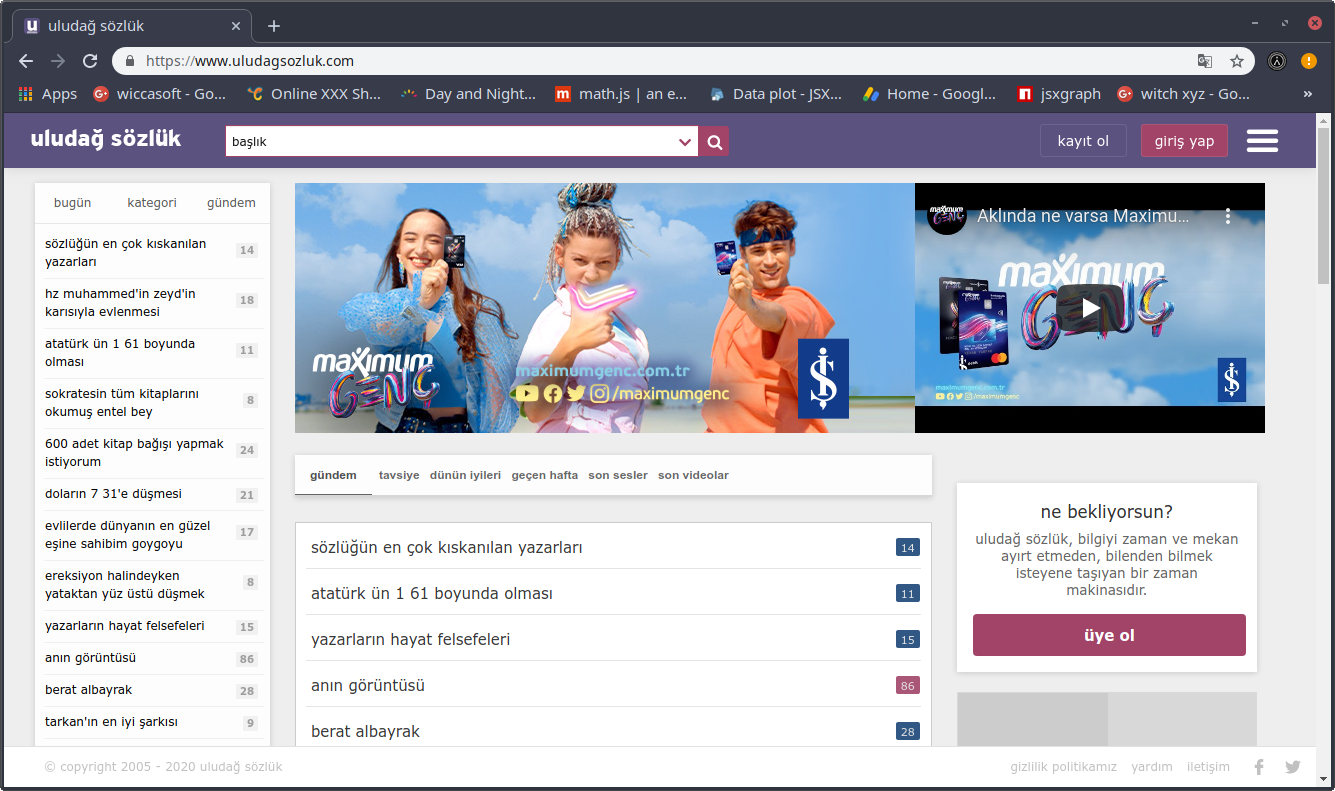 uludağ sözlük
https://www.uludagsozluk.com
Apps
wiccasoft - Go...
Online XXX Sh...
Day and Night...
math.js | an e...
Data plot - JSX...
Home - Googl...
jsxgraph
witch xyz - Go...
»
uludağ sözlük
başlık
kayıt ol
giriş yap
bugün
kategori
gündem
sözlüğün en çok kıskanılan
yazarları
14
hz muhammed'in zeyd'in
karısıyla evlenmesi
18
atatürk ün 1 61 boyunda
olması
11
sokratesin tüm kitaplarını
okumuş entel bey
8
600 adet kitap bağışı yapmak
istiyorum
24
doların 7 31'e düşmesi
21
evlilerde dünyanın en güzel
eşine sahibim goygoyu
17
ereksiyon halindeyken
yataktan yüz üstü düşmek
8
yazarların hayat felsefeleri
15
anın görüntüsü
86
berat albayrak
28
tarkan'ın en iyi şarkısı
9
maximum
GENÇ
maximumgenc.com.tr
/maximumgenc
Aklında ne varsa Maximu...
maximum
GENÇ
maximumgenc.com.tr
/maximumgenc
gündem
tavsiye
dünün iyileri
geçen hafta
son sesler
son videolar
sözlüğün en çok kıskanılan yazarları
14
atatürk ün 1 61 boyunda olması
11
yazarların hayat felsefeleri
15
anın görüntüsü
86
berat albayrak
28
ne bekliyorsun?
uludağ sözlük, bilgiyi zaman ve mekan
ayırt etmeden, bilenden bilmek
isteyene taşıyan bir zaman
makinasıdır.
üye ol
© copyright 2005 - 2020 uludağ sözlük
gizlilik politikamız
yardım
iletişim